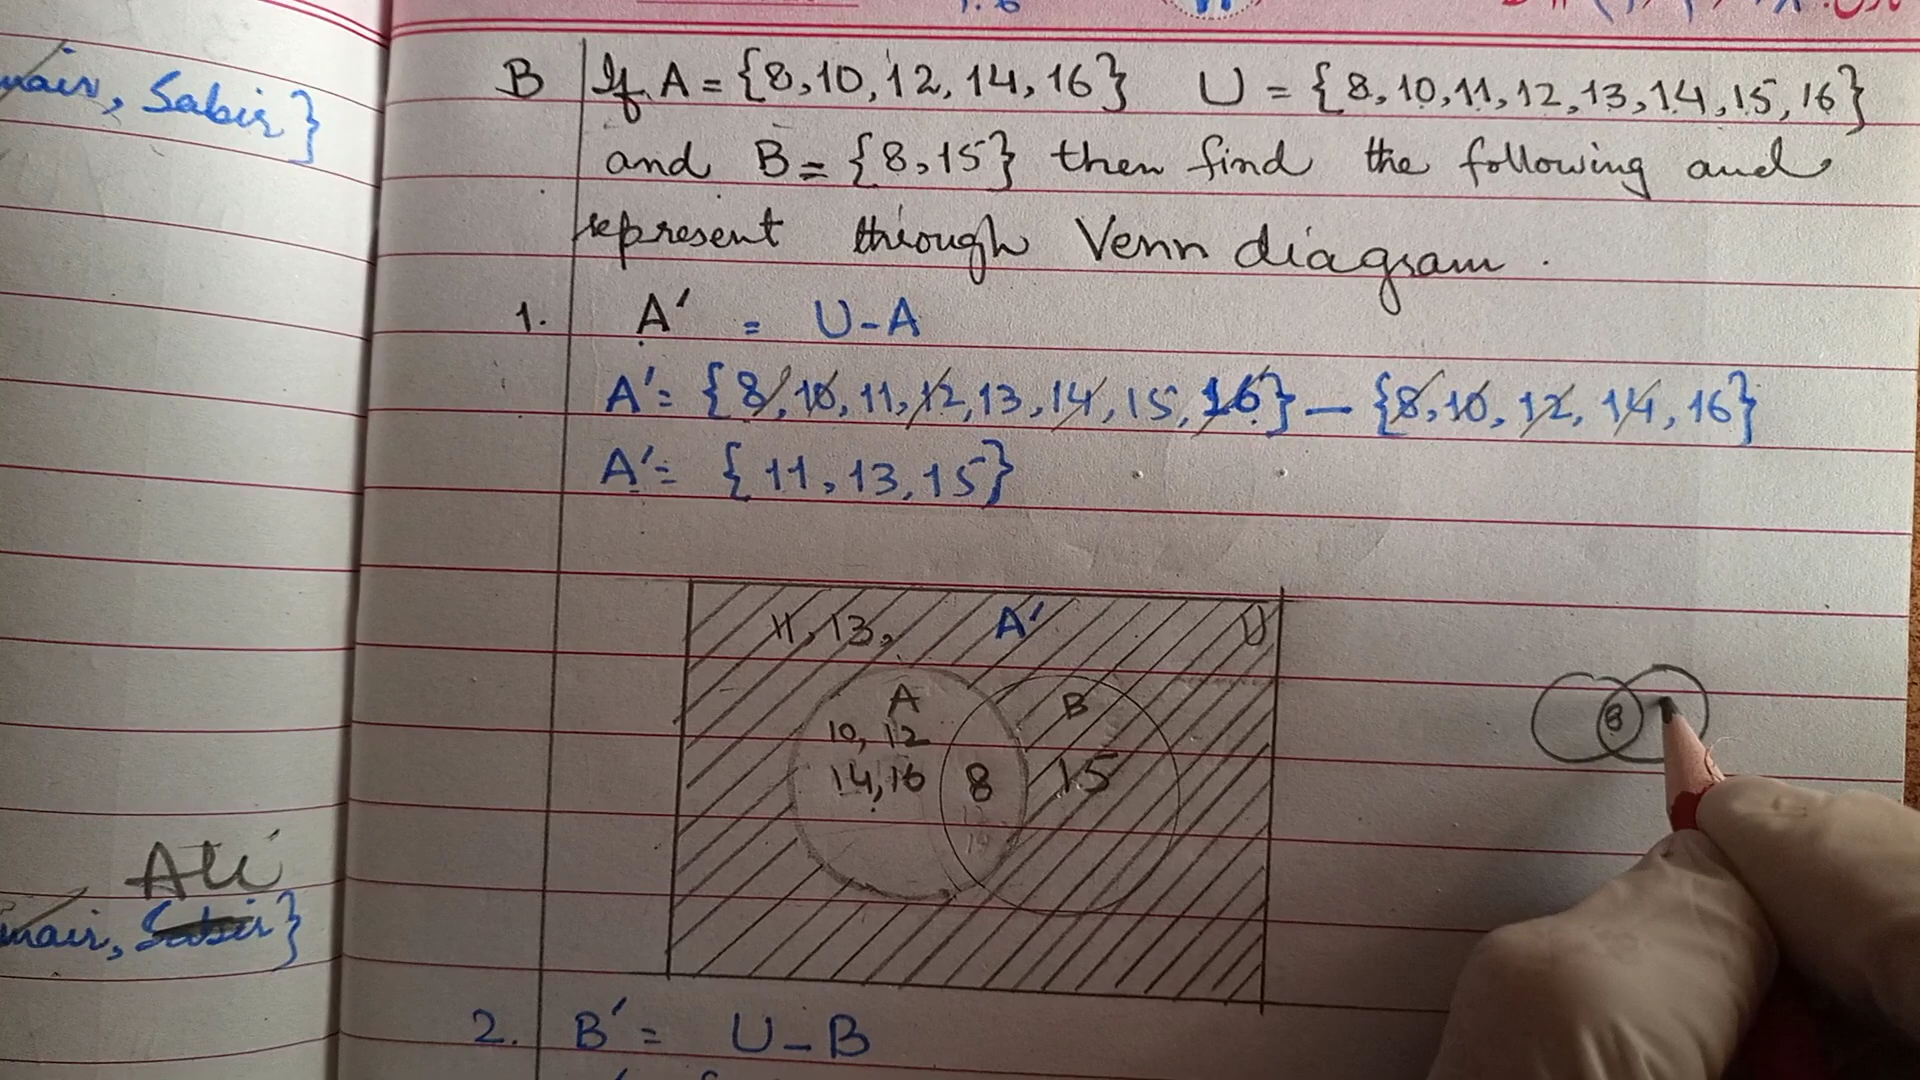 Sabir}
B If A = {8,10,12,14,16} U = {8,10,11,12,13,14,15,16}
and B = {8,15} then find the following and
represent through Venn diagram.
1. A′ = U-A
A′= {8,10,11,12,13,14,15,16} - {8,10,12,14,16}
A′= {11,13,15}
11,13, A′ U
A B
10,12
14,16 8 15
8
Ali
Sabir}
2. B′ = U-B